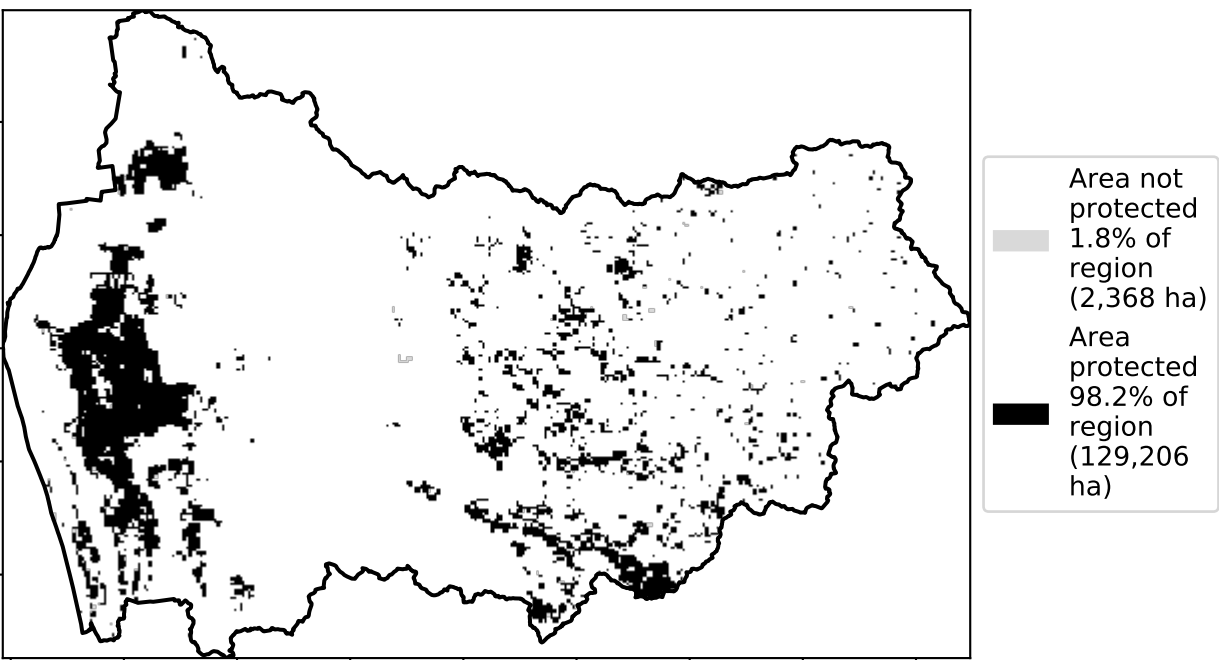 Area not
protected
1.8% of
region
(2,368 ha)
Area
protected
98.2% of
region
(129,206
ha)